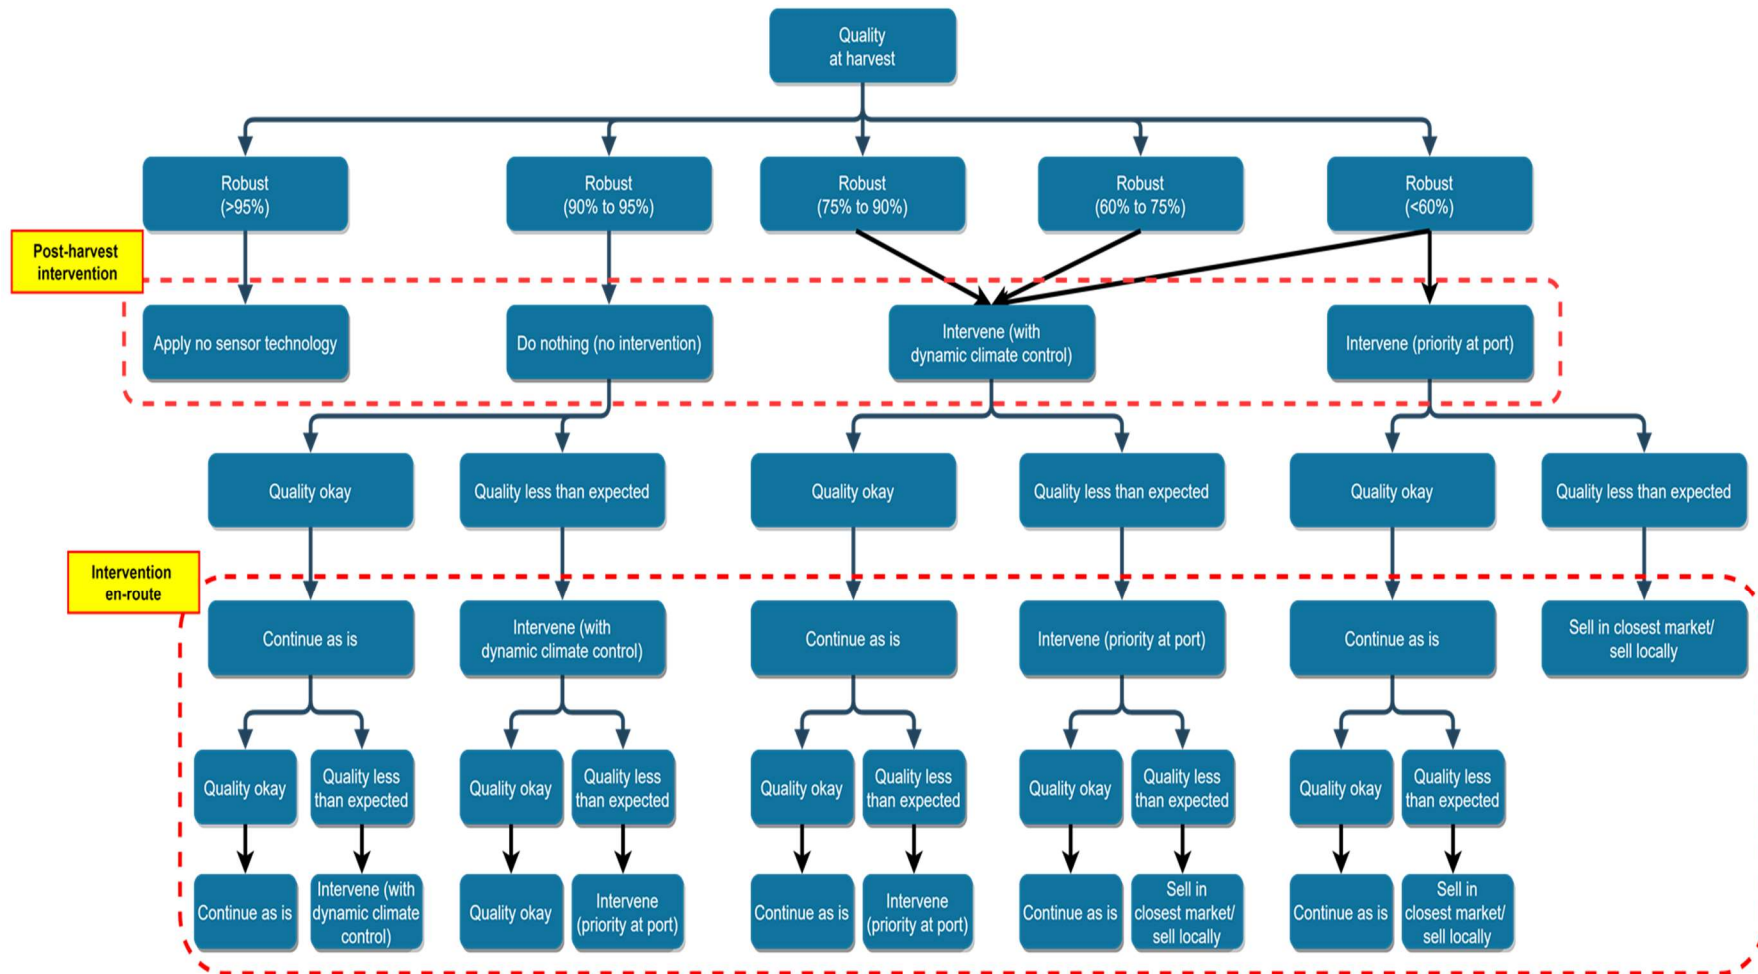 Quality
at harvest
Robust
(>95%)
Robust
(90% to 95%)
Robust
(75% to 90%)
Robust
(60% to 75%)
Robust
(<60%)
Post-harvest
intervention
Apply no sensor technology
Do nothing (no intervention)
Intervene (with
dynamic climate control)
Intervene (priority at port)
Quality okay
Quality less than expected
Quality okay
Quality less than expected
Quality okay
Quality less than expected
Intervention
en-route
Continue as is
Intervene (with
dynamic climate control)
Continue as is
Intervene (priority at port)
Continue as is
Sell in closest market/
sell locally
Quality okay
Quality less
than expected
Quality okay
Quality less
than expected
Quality okay
Quality less
than expected
Quality okay
Quality less
than expected
Quality okay
Quality less
than expected
Continue as is
Intervene (with
dynamic climate
control)
Quality okay
Intervene
(priority at port)
Continue as is
Intervene
(priority at port)
Continue as is
Sell in
closest market/
sell locally
Continue as is
Sell in
closest market/
sell locally